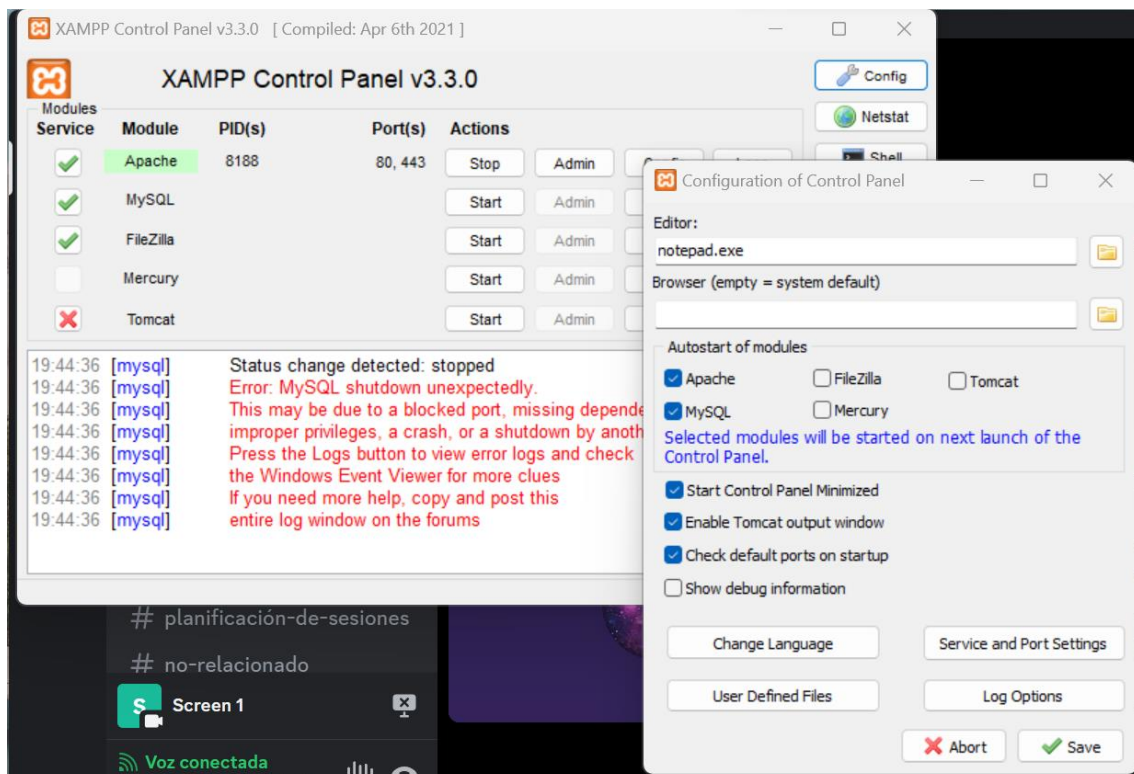 XAMPP Control Panel v3.3.0 [ Compiled: Apr 6th 2021 ]
XAMPP Control Panel v3.3.0
Config
Modules
Netstat
Service Module PID(s) Port(s) Actions
Shell
Apache 8188 80, 443 Stop Admin
MySQL Start Admin
FileZilla Start Admin
Mercury Start Admin
Tomcat Start Admin
19:44:36 [mysql] Status change detected: stopped
19:44:36 [mysql] Error: MySQL shutdown unexpectedly.
19:44:36 [mysql] This may be due to a blocked port, missing depende
19:44:36 [mysql] improper privileges, a crash, or a shutdown by anoth
19:44:36 [mysql] Press the Logs button to view error logs and check
19:44:36 [mysql] the Windows Event Viewer for more clues
19:44:36 [mysql] If you need more help, copy and post this
19:44:36 [mysql] entire log window on the forums
Configuration of Control Panel
Editor:
notepad.exe
Browser (empty = system default)
Autostart of modules
Apache FileZilla Tomcat
MySQL Mercury
Selected modules will be started on next launch of the
Control Panel.
Start Control Panel Minimized
Enable Tomcat output window
Check default ports on startup
Show debug information
Change Language Service and Port Settings
User Defined Files Log Options
Abort Save
# planificación-de-sesiones
# no-relacionado
S Screen 1
Voz conectada